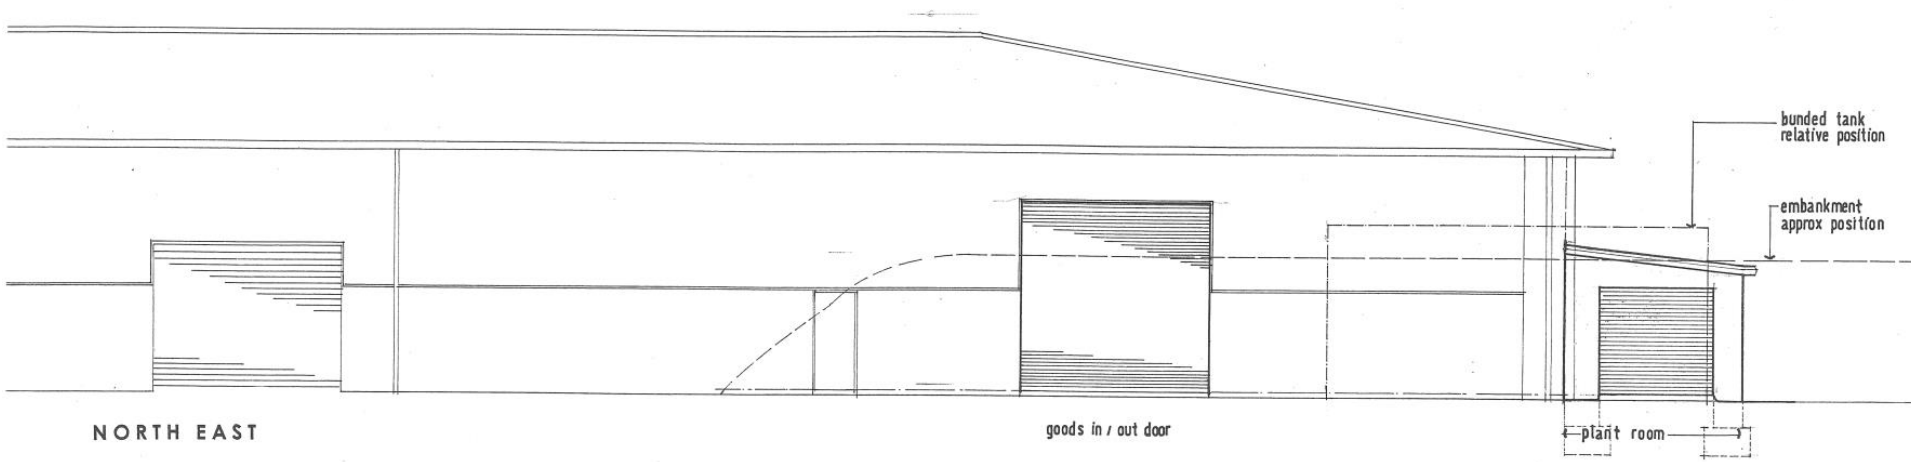 bunded tank
relative position
embankment
approx position
NORTH EAST
goods in / out door
plant room